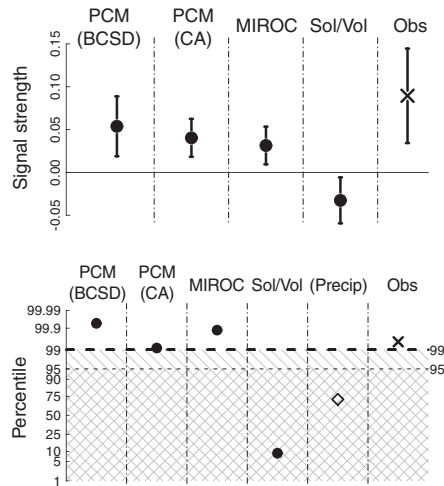 PCM PCM MIROC Sol/Vol Obs
(BCSD) (CA)
Signal strength
0.15
0.10
0.05
0.00
-0.05
PCM PCM MIROC Sol/Vol (Precip) Obs
(BCSD) (CA)
Percentile
99.99
99.9
99 99
95 95
90
75
50
25
10
5
1